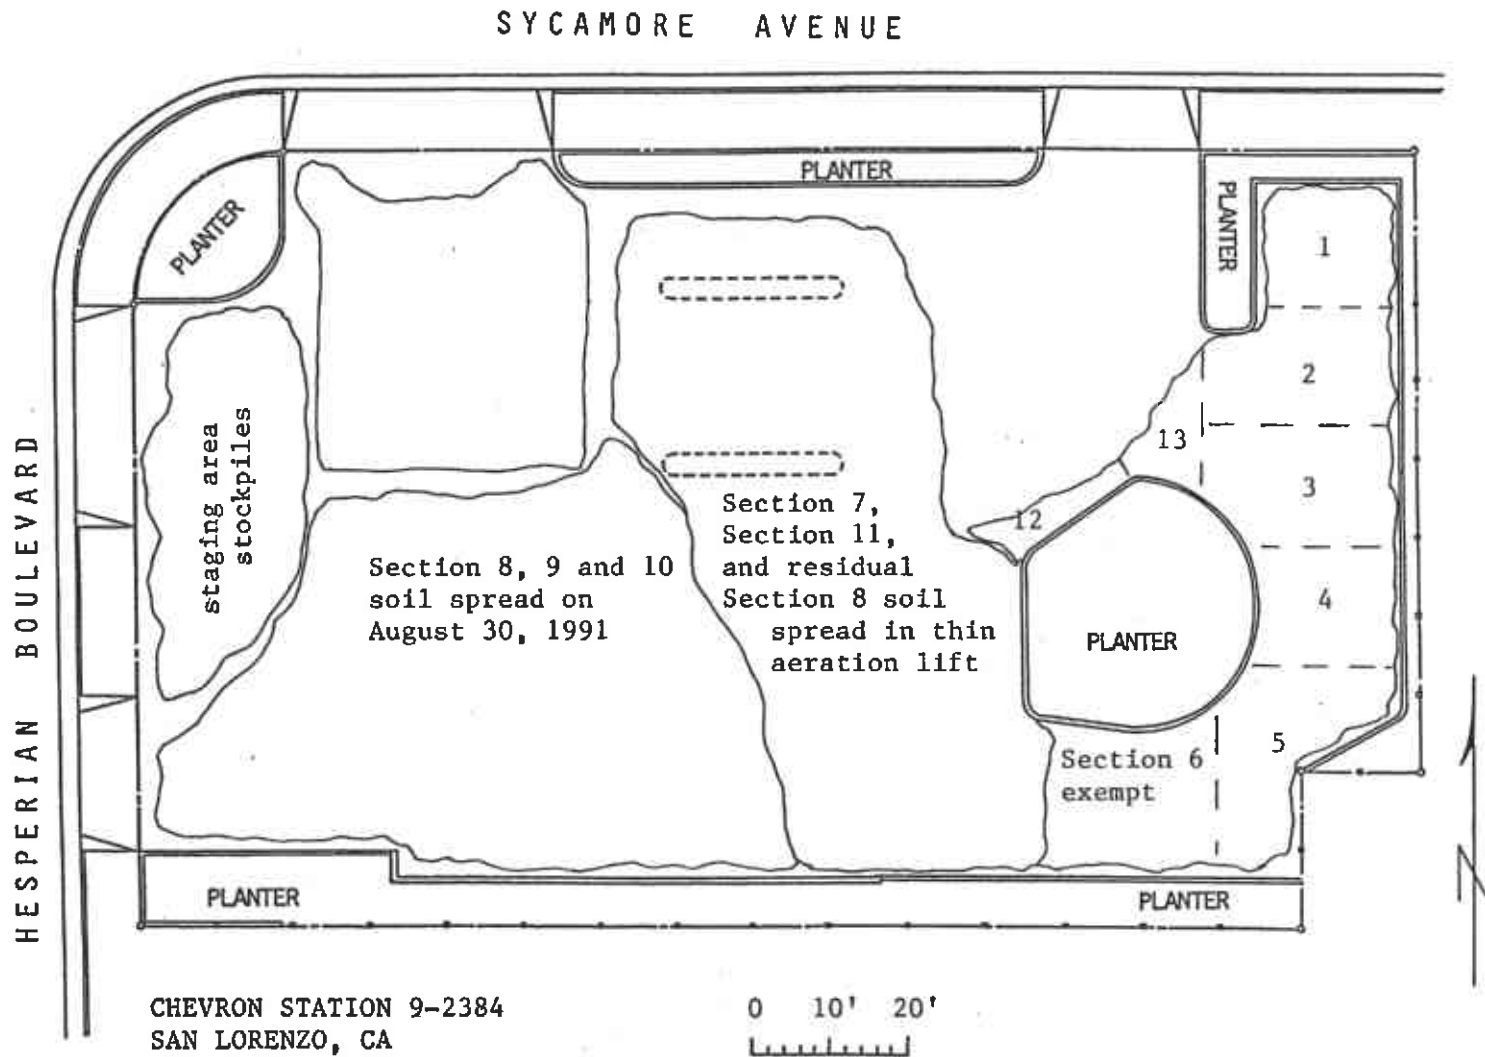 SYCAMORE AVENUE
PLANTER
PLANTER
PLANTER
1
2
13
3
12
4
5
staging area
stockpiles
Section 8, 9 and 10
soil spread on
August 30, 1991
Section 7,
Section 11,
and residual
Section 8 soil
spread in thin
aeration lift
PLANTER
Section 6
exempt
HESPERIAN BOULEVARD
PLANTER
PLANTER
N
CHEVRON STATION 9-2384
SAN LORENZO, CA
0 10' 20'